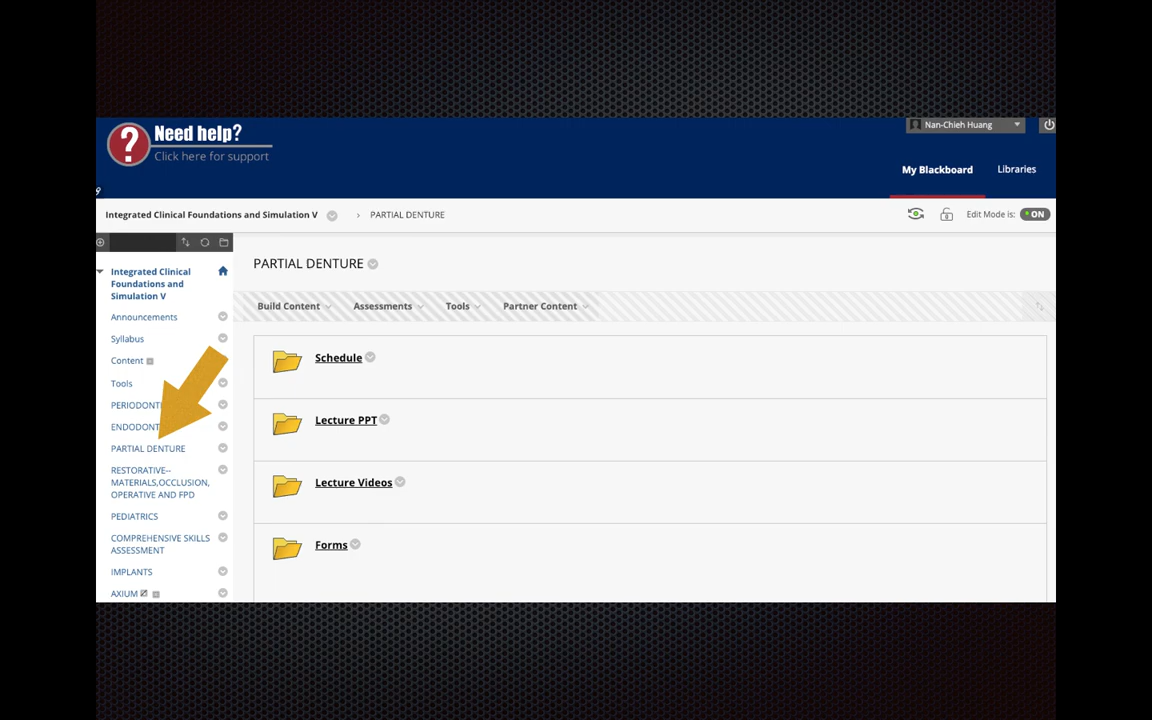 Need help?
Click here for support
Nan-Chieh Huang
My Blackboard
Libraries
Integrated Clinical Foundations and Simulation V
PARTIAL DENTURE
Edit Mode is:
ON
Integrated Clinical
Foundations and
Simulation V
Announcements
Syllabus
Content
Tools
PERIODONT
ENDODONT
PARTIAL DENTURE
RESTORATIVE--
MATERIALS,OCCLUSION,
OPERATIVE AND FPD
PEDIATRICS
COMPREHENSIVE SKILLS
ASSESSMENT
IMPLANTS
AXIUM
PARTIAL DENTURE
Build Content
Assessments
Tools
Partner Content
Schedule
Lecture PPT
Lecture Videos
Forms